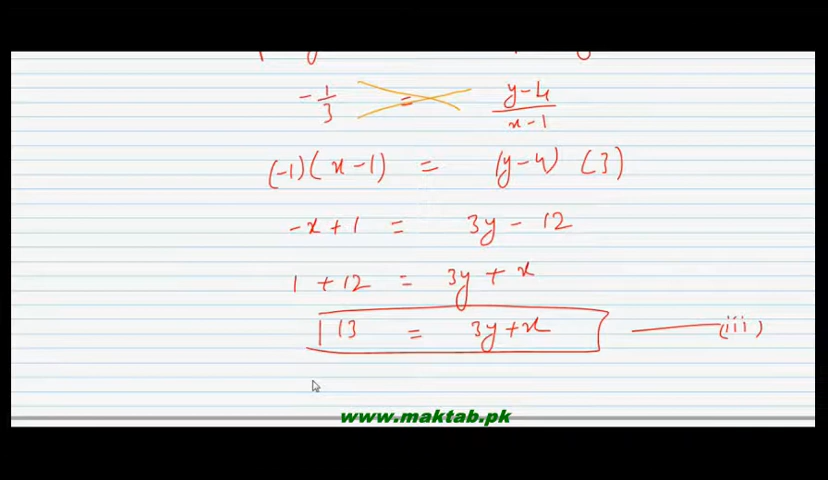 -1/3 = y-4/x-1
(-1)(x-1) = (y-4)(3)
-x+1 = 3y-12
1+12 = 3y+x
13 = 3y+x (iii)
www.maktab.pk